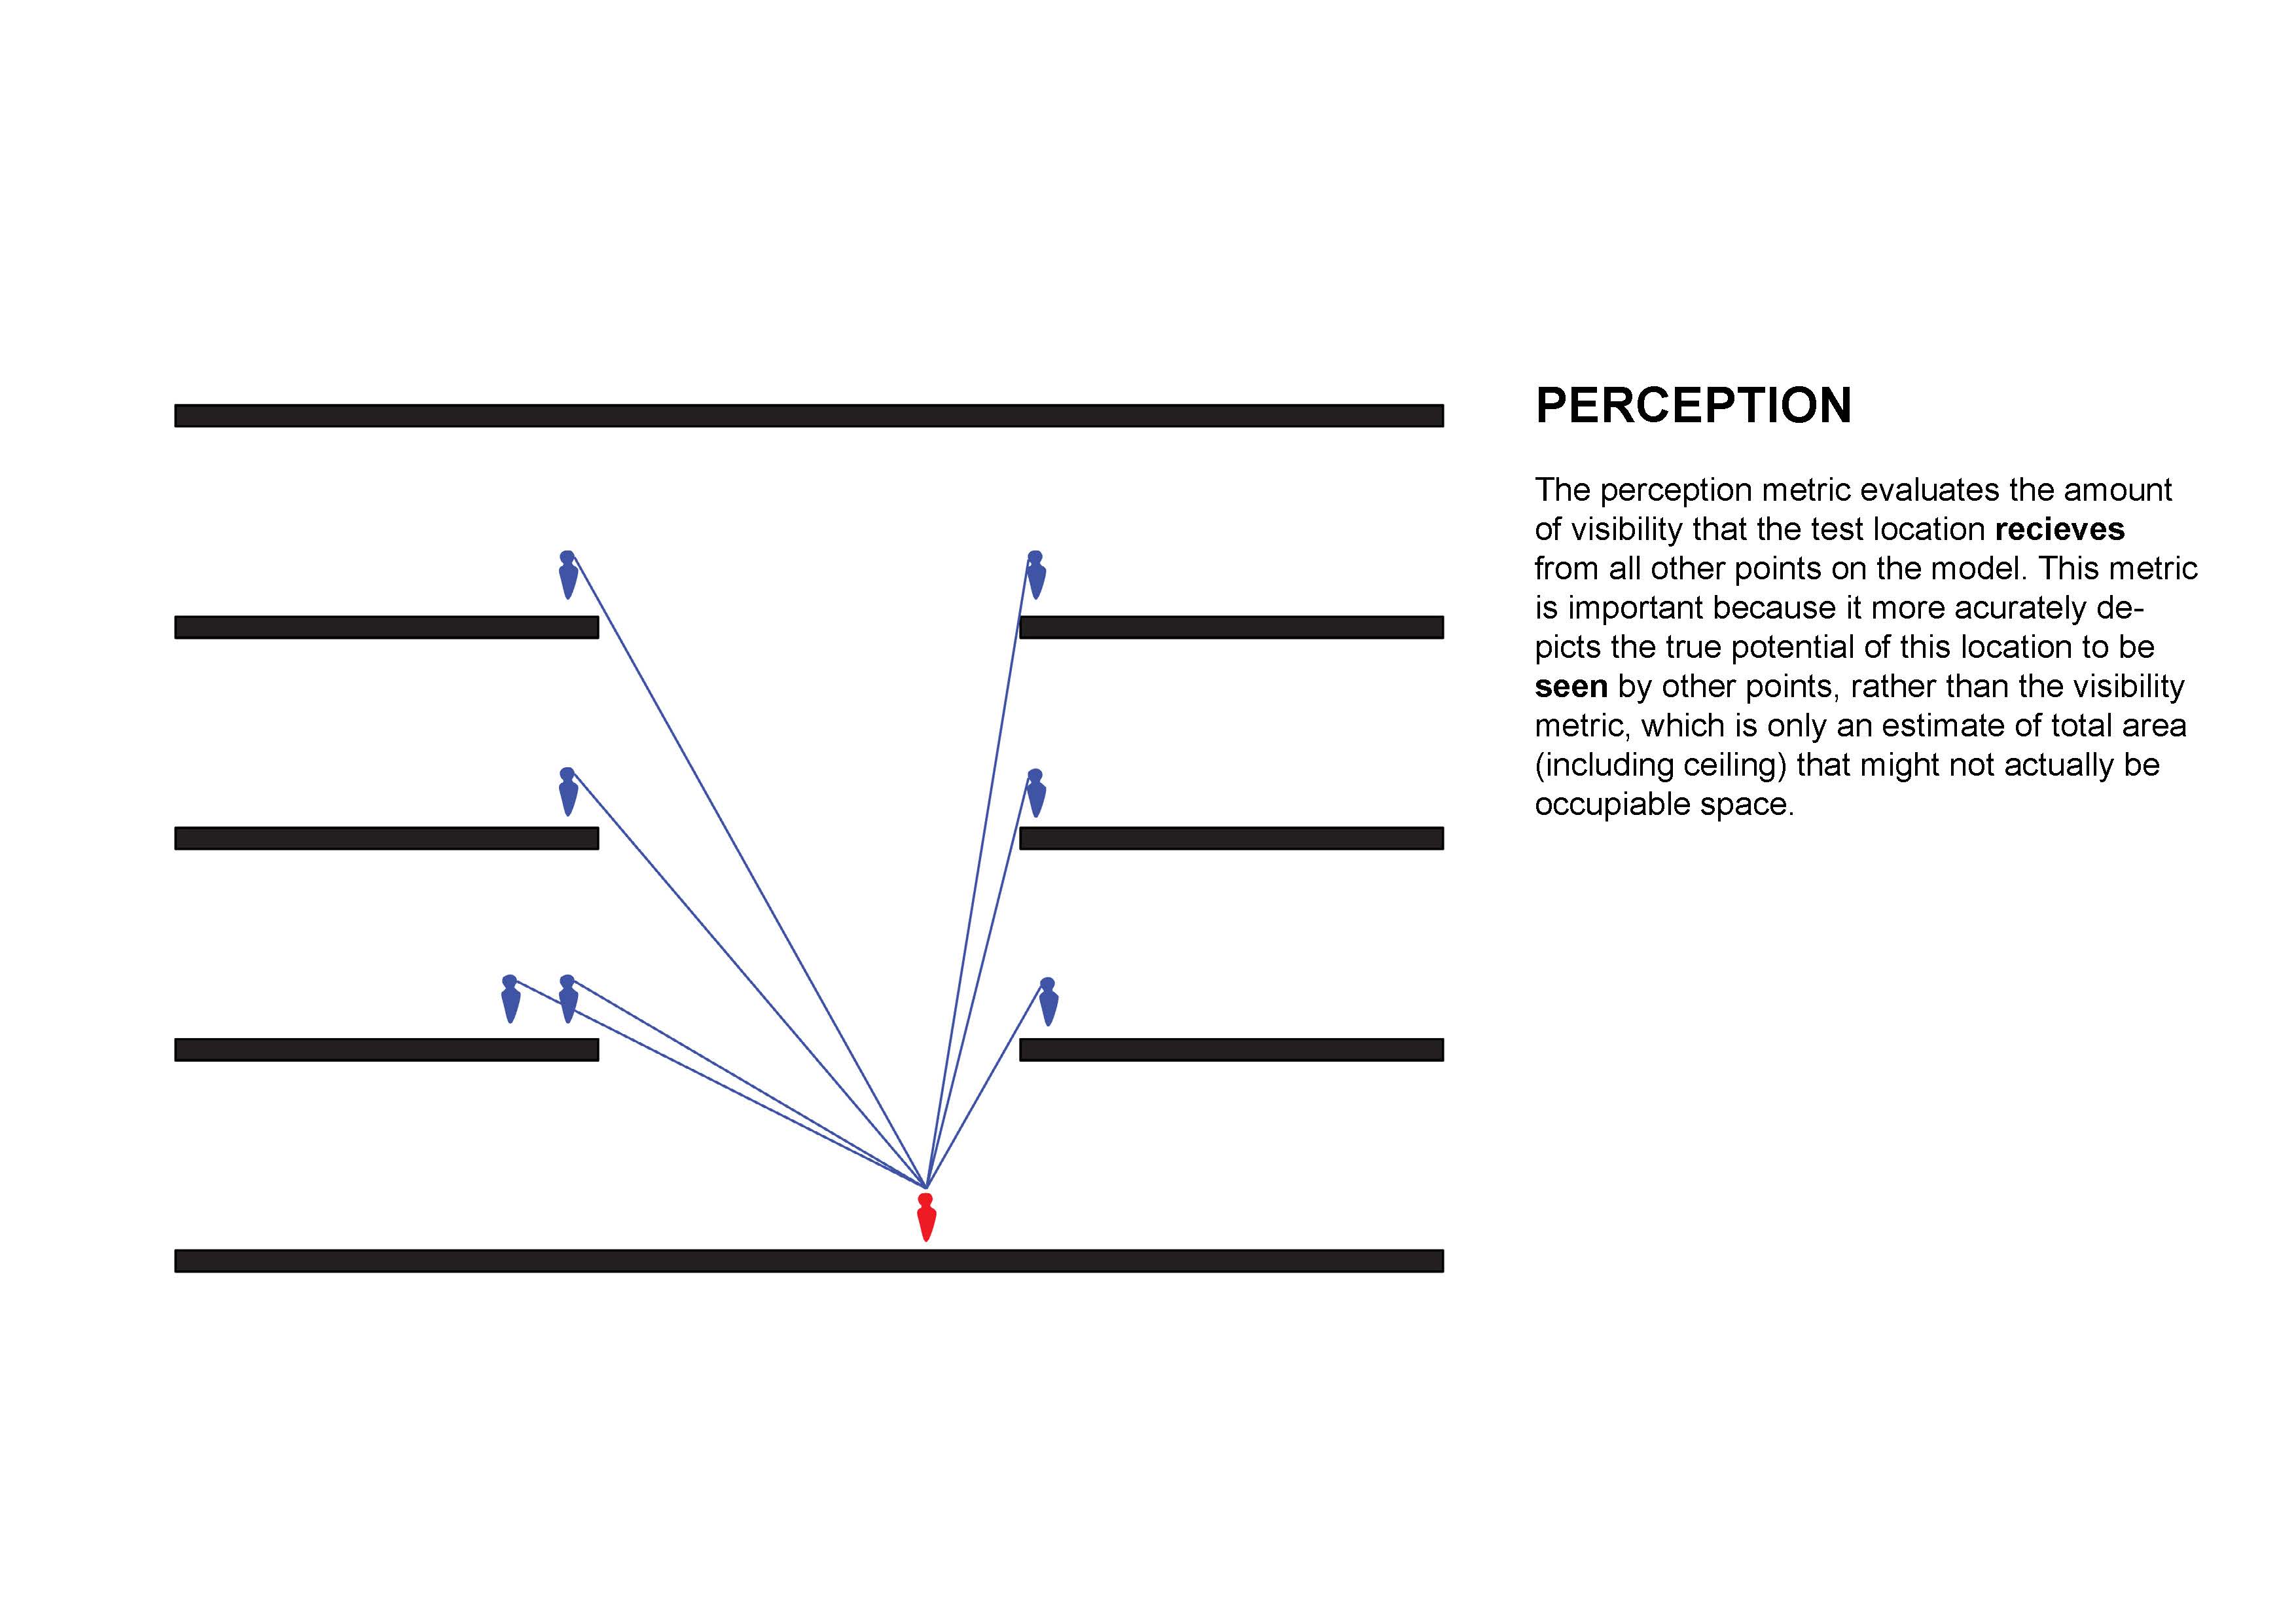 PERCEPTION
The perception metric evaluates the amount
of visibility that the test location recieves
from all other points on the model. This metric
is important because it more acurately de-
picts the true potential of this location to be
seen by other points, rather than the visibility
metric, which is only an estimate of total area
(including ceiling) that might not actually be
occupiable space.